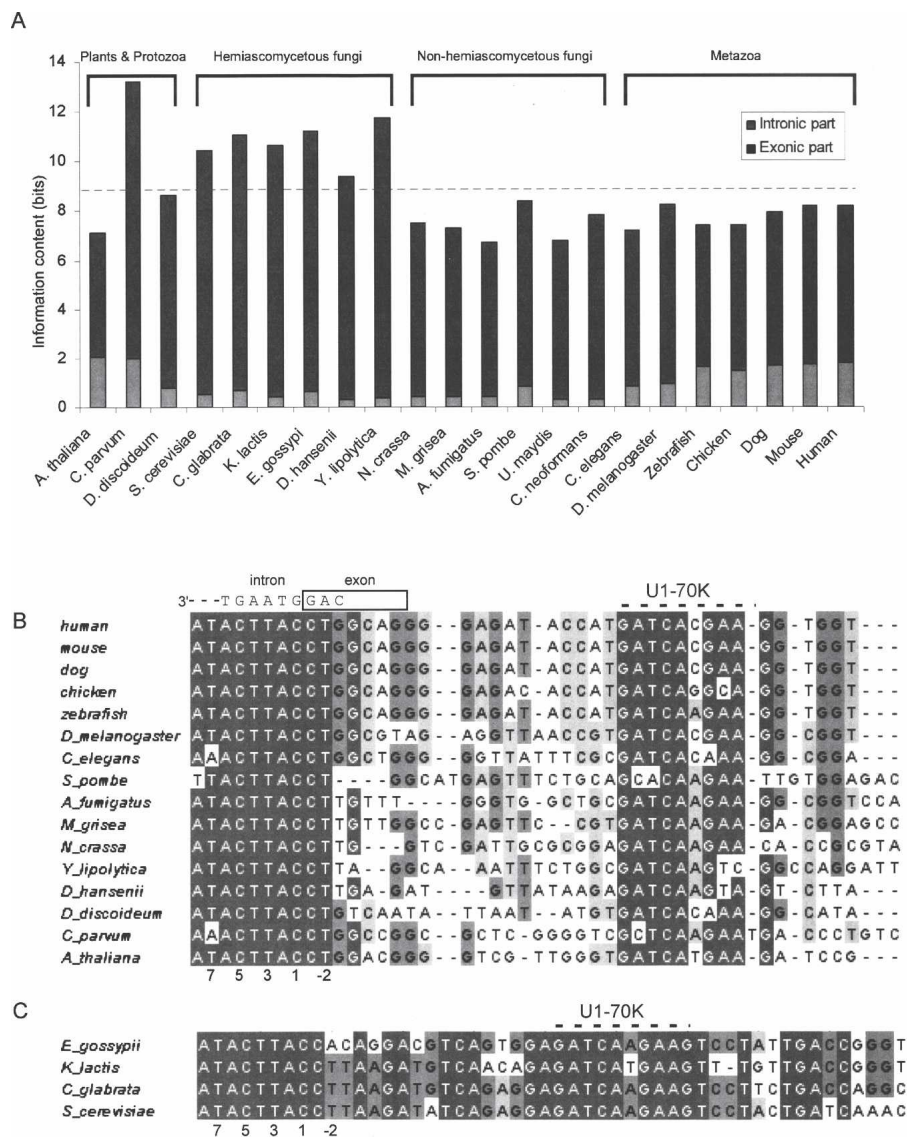 A
Plants & Protozoa
Hemiascomycetous fungi
Non-hemiascomycetous fungi
Metazoa
Information content (bits)
14
12
10
8
6
4
2
0
Intronic part
Exonic part
A. thaliana
C. parvum
D. discoideum
S. cerevisiae
C. glabrata
K. lactis
E. gossypi
D. hansenii
Y. lipolytica
N. crassa
M. grisea
A. fumigatus
S. pombe
U. maydis
C. neoformans
C. elegans
D. melanogaster
Zebrafish
Chicken
Dog
Mouse
Human
B
intron exon
3'---TGAATGGAC
U1-70K
human ATACTTACCTGGCAGGG--GAGAT-ACCATGATCACGAA-GG-TGGT---
mouse ATACTTACCTGGCAGGG--GAGAT-ACCATGATCACGAA-GG-TGGT---
dog ATACTTACCTGGCAGGG--GAGAT-ACCATGATCACGAA-GG-TGGT---
chicken ATACTTACCTGGCAGGG--GAGAC-ACCATGATCAGGCA-GG-TGGT---
zebrafish ATACTTACCTGGCAGGG--GAGAT-ACCATGATCAAGAA-GG-TGGT---
D_melanogaster ATACTTACCTGGCGTAG--AGGTTAACCGTGATCACGAA-GG-CGGT---
C_elegans AAACTTACCTGGCTGGG--GGTTATTTCGCGATCACAAA-GG-CGGA---
S_pombe TTACTTACCT----GGCATGAGTTTCTGCAGCACAAGAA-TTGTGGAGAC
A_fumigatus ATACTTACCTTGTTT----GGGTG-GCTGCGATCAAGAA-GG-CGGTCCA
M_grisea ATACTTACCTTGTTGGCCG-GAGTTC--CGTGATCAAGAA-GA-CGGAGCC
N_crassa ATACTTACCTTG---GTC-GATTGCGCGGAGATCAAGAA-CA-CCGCGTA
Y_lipolytica ATACTTACCTTA--GGCA-AATTTCTGGCGATCAAGTC-GGCCAGGATT
D_hansenii ATACTTACCTTGA-GAT---GTTATAAGAGATCAAGTA-GT-CTTA---
D_discoideum ATACTTACCTGTCAATA--TTAAT--ATGTGATCACAAA-GG-CATA---
C_parvum AAACTTACCTGGCCGGC-GCTC-GGGGTCGCTCAAGAATGA-CCCTGTC
A_thaliana ATACTTACCTGGACGGG--GTCG-TTGGGTGATCATGAA-GA-TCCG---
7 5 3 1 -2
C
U1-70K
E_gossypii ATACTTACCACAGGACGTCAGTGGAGATCAAGAAGTCCTATTGACCGGGT
K_lactis ATACTTACCTTAAGATGTCAACAGAGATCATGAAGTT-TGTTGACCGGGT
C_glabrata ATACTTACCTTAAGATGTCAGAGGAGATCAAGAAGTCCTTCTGACCAGGC
S_cerevisiae ATACTTACCTTAAGATATCAGAGGAGATCAAGAAGTCCTACTGATCAAAC
7 5 3 1 -2